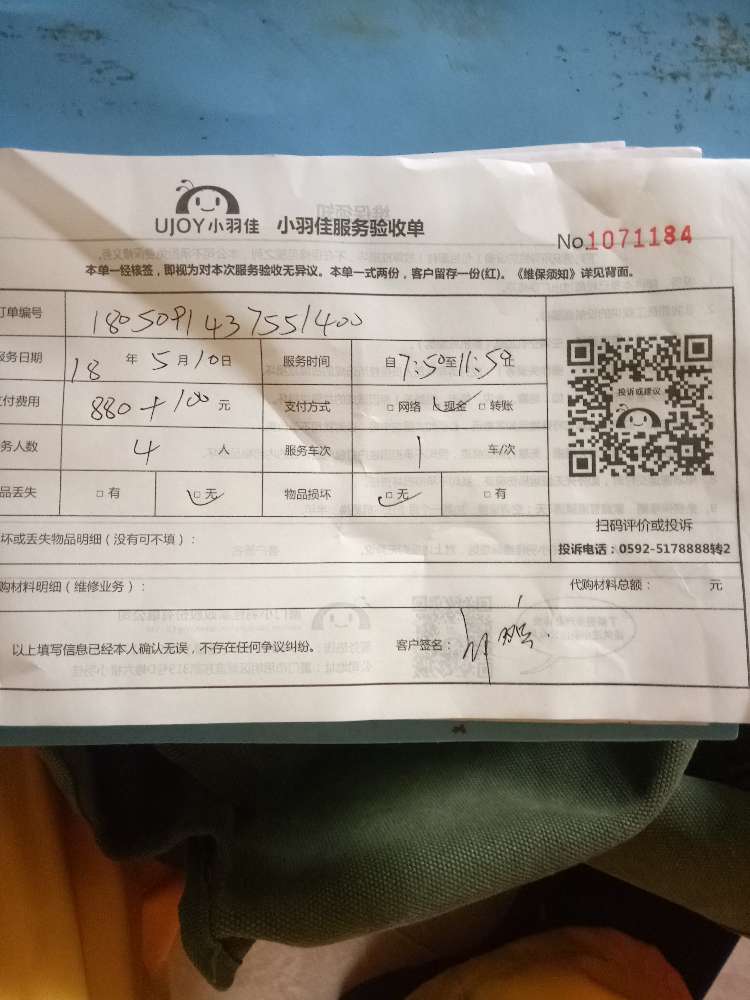 UJOY小羽佳 小羽佳服务验收单
No.1071184
本单一经核签，即视为对本次服务验收无异议。本单一式两份，客户留存一份(红)。《维保须知》详见背面。
订单编号 1805091437551400
服务日期 18 年 5 月 10 日 服务时间 自 7:50 至 11:50
付费用 880+100 元 支付方式 □ 网络 □ 现金 □ 转账
务人数 4 人 服务车次 1 车/次
品丢失 □ 有 □ 无 物品损坏 □ 无 □ 有
投诉或建议
扫码评价或投诉
投诉电话：0592-5178888转2
坏或丢失物品明细（没有可不填）：
购材料明细（维修业务）： 代购材料总额： 元
以上填写信息已经本人确认无误，不存在任何争议纠纷。 客户签名：